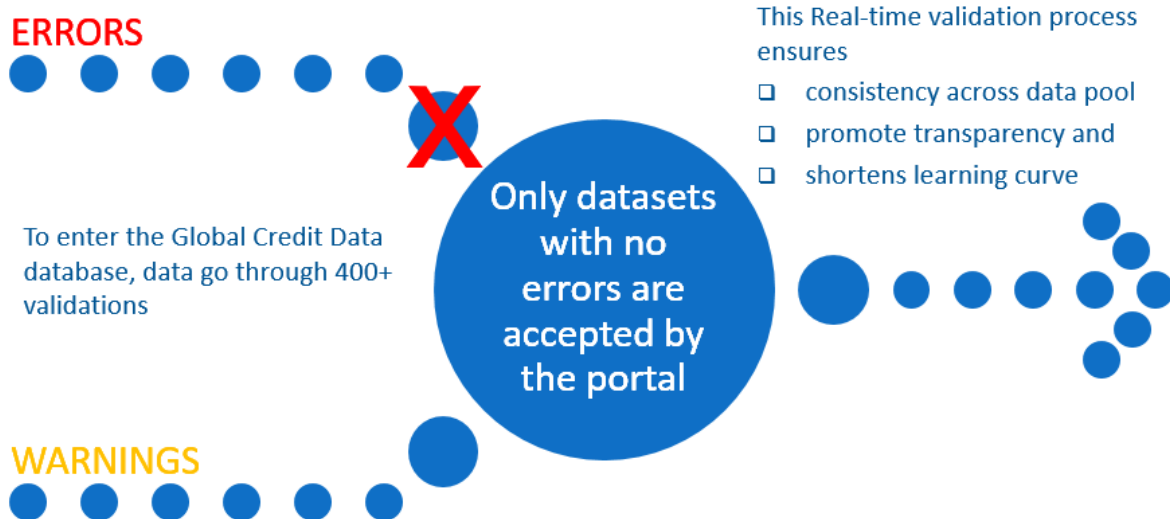 ERRORS
This Real-time validation process
ensures
❑ consistency across data pool
❑ promote transparency and
❑ shortens learning curve
X
To enter the Global Credit Data
database, data go through 400+
validations
Only datasets
with no
errors are
accepted by
the portal
WARNINGS